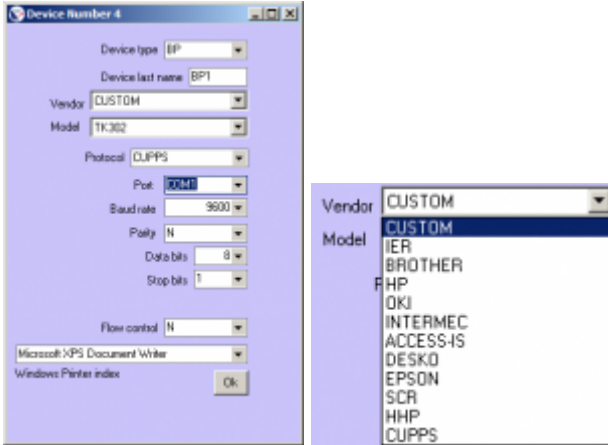 Device Number 4
Device type BP
Device last name BP1
Vendor CUSTOM
Model TK302
Protocol CUPPS
Port COM1
Baud rate 9600
Parity N
Data bits 8
Stop bits 1
Flow control N
Microsoft XPS Document Writer
Windows Printer index
Ok
Vendor CUSTOM
CUSTOM
Model
IER
BROTHER
HP
OKI
INTERMEC
ACCESS-IS
DESKO
EPSON
SCR
HHP
CUPPS